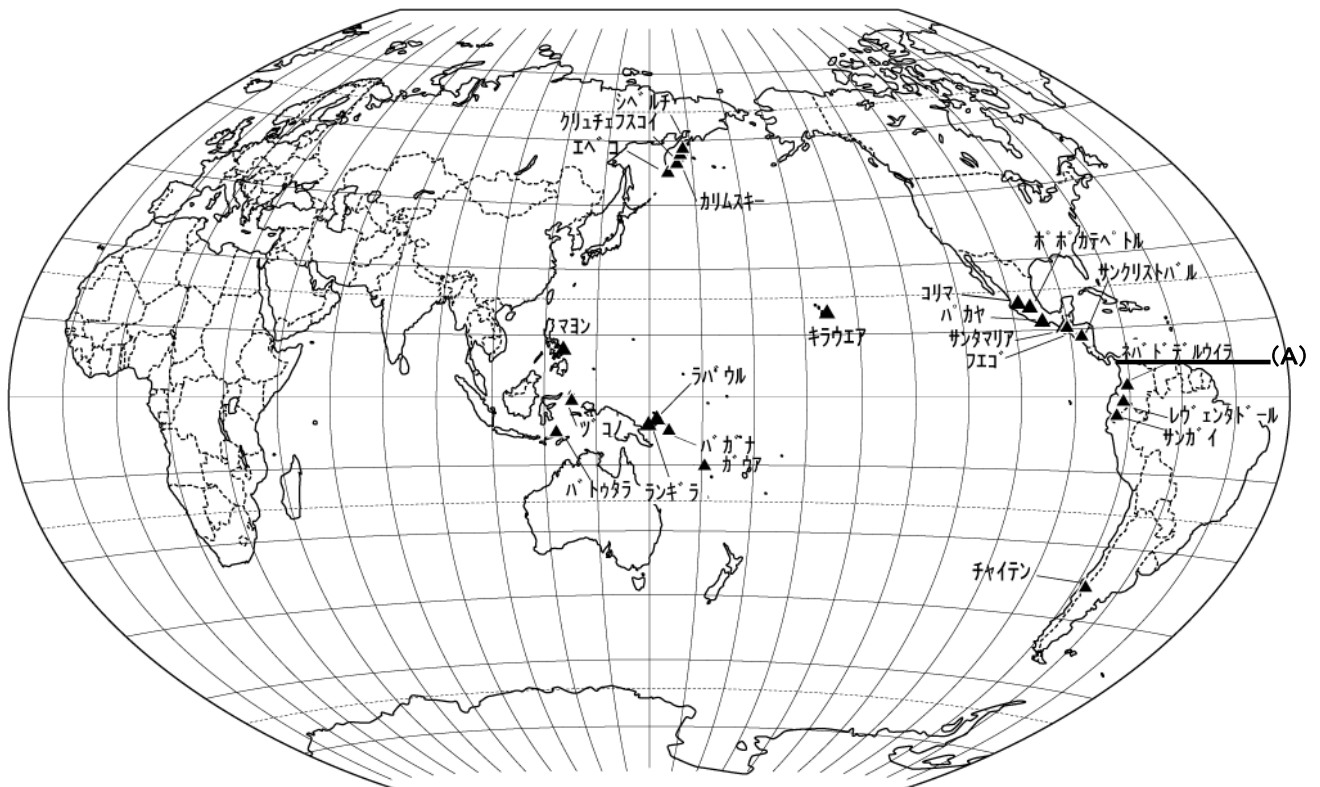 シベルチ
クリュチェフスコイ
エベコ
カリムスキー
ポポカテペトル
サンクリストバル
コリマ
パカヤ
サンタマリア
フエゴ
キラウエア
マヨン
ネバドデルウイラ
(A)
ラバウル
レヴェンタドール
サンガイ
ドゥコノ
バガナ
ガウア
バトゥタラ
ランギラ
チャイテン